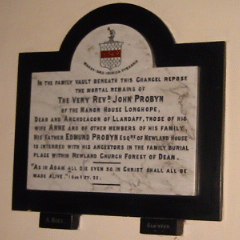 In the family vault beneath this Chancel repose
the mortal remains of
The Very Revd. John Probyn
of the Manor House Longhope,
Dean and Archdeacon of Llandaff, those of his
wife Anne and of other members of his family.
His Father Edmund Probyn Esqre. of Newland House
is interred with his ancestors in the family burial
place within Newland Church Forest of Dean.
"As in Adam all die even so in Christ shall all be
made alive."